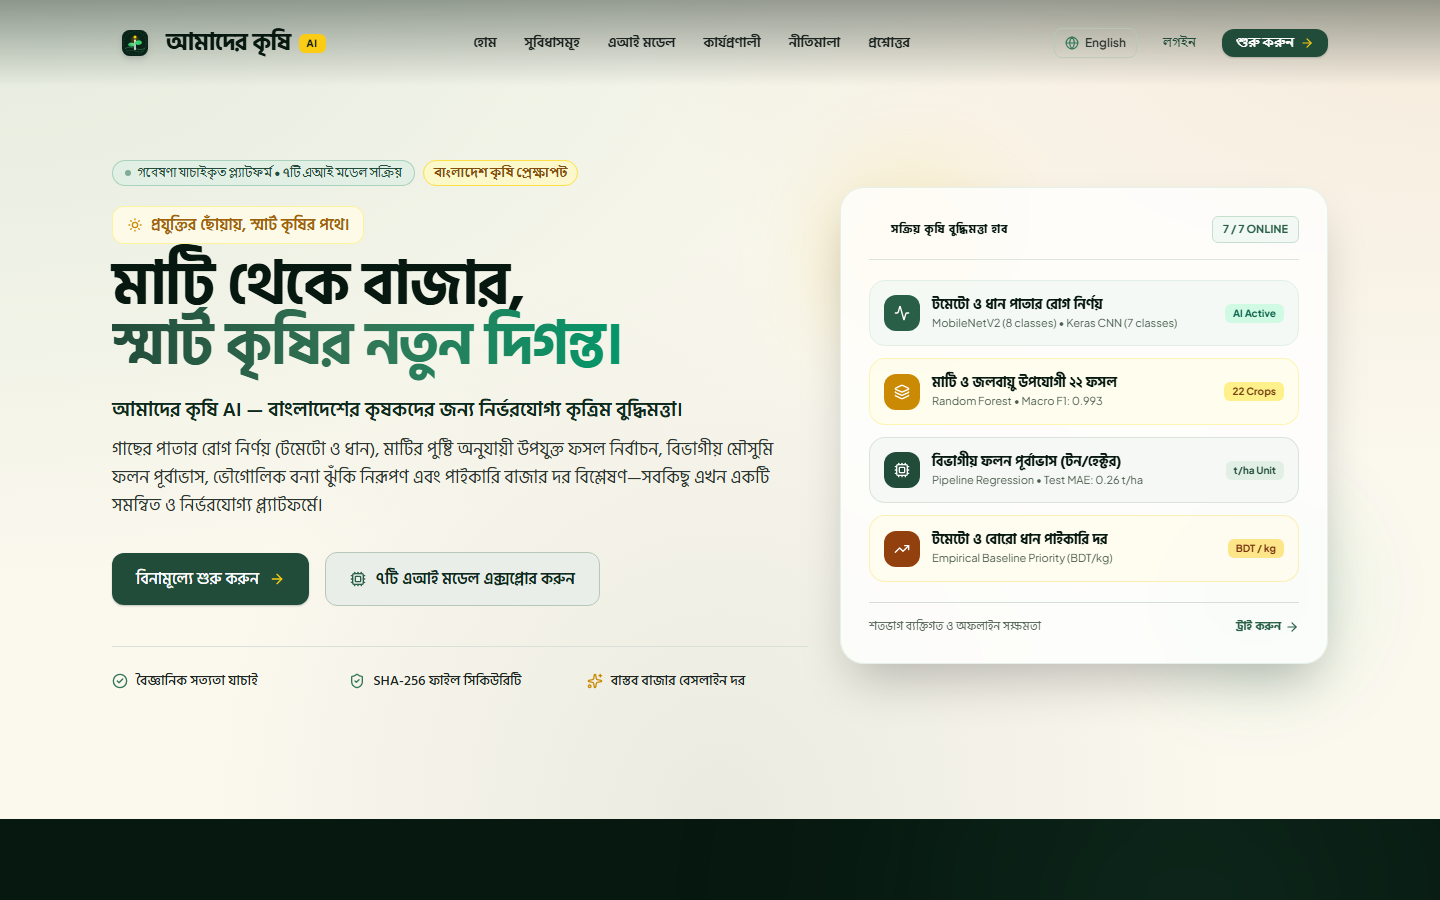 আমাদের কৃষি AI
হোম সুবিধাসমূহ এআই মডেল কার্যপ্রণালী নীতিমালা প্রশ্নোত্তর
English লগইন শুরু করুন
গবেষণা যাচাইকৃত প্ল্যাটফর্ম • ৭টি এআই মডেল সক্রিয়
বাংলাদেশ কৃষি প্রেক্ষাপট
প্রযুক্তির ছোঁয়ায়, স্মার্ট কৃষির পথে।
মাটি থেকে বাজার,
স্মার্ট কৃষির নতুন দিগন্ত।
আমাদের কৃষি AI — বাংলাদেশের কৃষকদের জন্য নির্ভরযোগ্য কৃত্রিম বুদ্ধিমত্তা।
গাছের পাতার রোগ নির্ণয় (টমেটো ও ধান), মাটির পুষ্টি অনুযায়ী উপযুক্ত ফসল নির্বাচন, বিভাগীয় মৌসুমি
ফলন পূর্বাভাস, ভৌগোলিক বন্যা ঝুঁকি নিরূপণ এবং পাইকারি বাজার দর বিশ্লেষণ—সবকিছু এখন একটি
সমন্বিত ও নির্ভরযোগ্য প্ল্যাটফর্মে।
বিনামূল্যে শুরু করুন
৭টি এআই মডেল এক্সপ্লোর করুন
বৈজ্ঞানিক সত্যতা যাচাই
SHA-256 ফাইল সিকিউরিটি
বাস্তব বাজার বেসলাইন দর
সক্রিয় কৃষি বুদ্ধিমত্তা হাব
7 / 7 ONLINE
টমেটো ও ধান পাতার রোগ নির্ণয়
MobileNetV2 (8 classes) • Keras CNN (7 classes)
AI Active
মাটি ও জলবায়ু উপযোগী ২২ ফসল
Random Forest • Macro F1: 0.993
22 Crops
বিভাগীয় ফলন পূর্বাভাস (টন/হেক্টর)
Pipeline Regression • Test MAE: 0.26 t/ha
t/ha Unit
টমেটো ও বোরো ধান পাইকারি দর
Empirical Baseline Priority (BDT/kg)
BDT / kg
শতভাগ ব্যক্তিগত ও অফলাইন সক্ষমতা
ট্রাই করুন